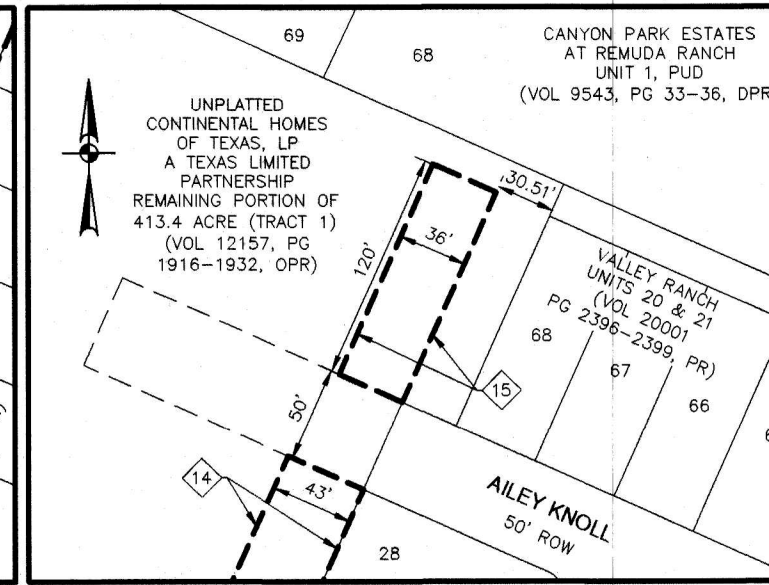 69
68
CANYON PARK ESTATES
AT REMUDA RANCH
UNIT 1, PUD
(VOL 9543, PG 33-36, DPR
UNPLATTED
CONTINENTAL HOMES
OF TEXAS, LP
A TEXAS LIMITED
PARTNERSHIP
REMAINING PORTION OF
413.4 ACRE (TRACT 1)
(VOL 12157, PG
1916-1932, OPR)
30.51'
36'
120'
VALLEY RANCH
UNITS 20 & 21
(VOL 20001
PG 2396-2399, PR)
68
67
66
15
50'
14
43'
AILEY KNOLL
50' ROW
28